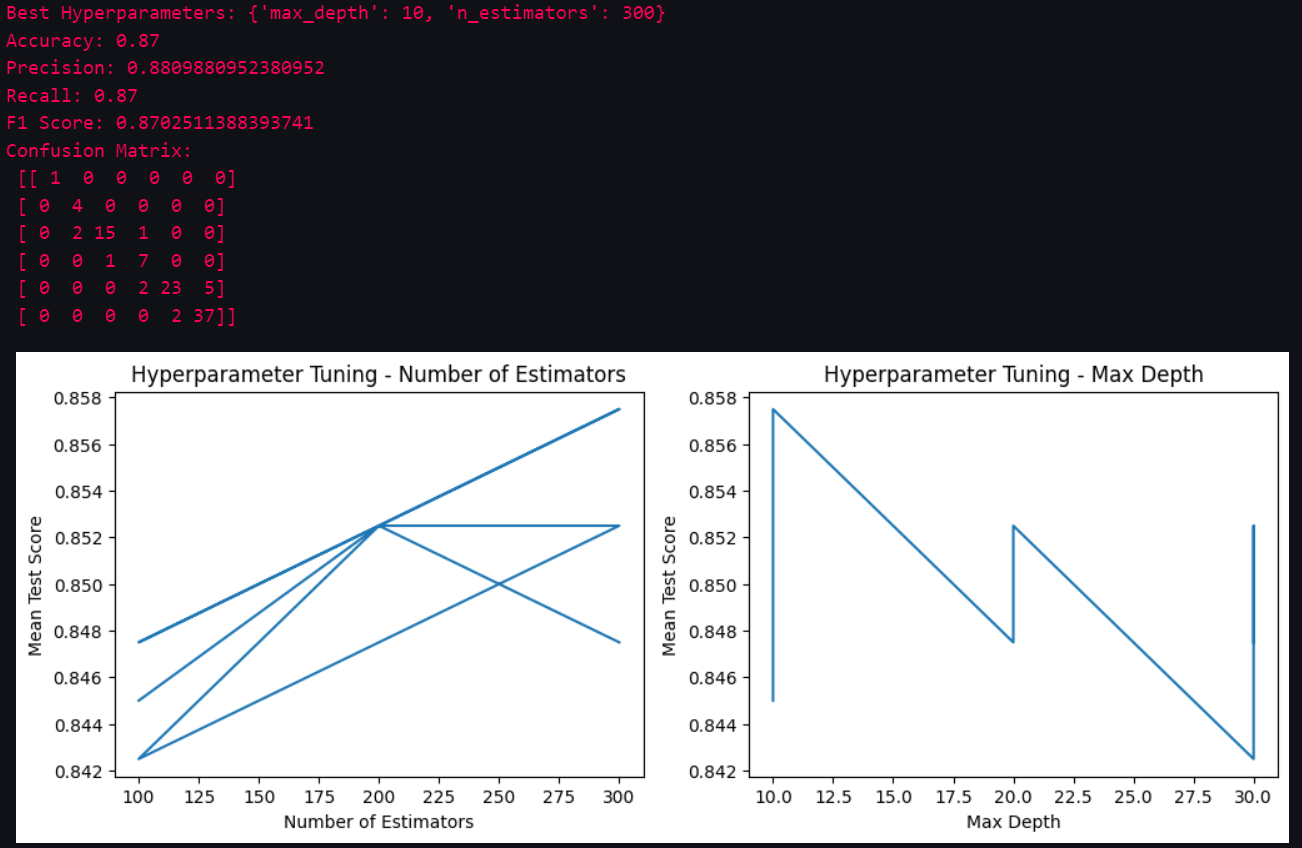 Best Hyperparameters: {'max_depth': 10, 'n_estimators': 300}
Accuracy: 0.87
Precision: 0.8809880952380952
Recall: 0.87
F1 Score: 0.8702511388393741
Confusion Matrix:
[[ 1 0 0 0 0 0]
[ 0 4 0 0 0 0]
[ 0 2 15 1 0 0]
[ 0 0 1 7 0 0]
[ 0 0 0 2 23 5]
[ 0 0 0 0 2 37]]
Hyperparameter Tuning - Number of Estimators
0.858
0.856
0.854
0.852
0.850
0.848
0.846
0.844
0.842
Mean Test Score
100 125 150 175 200 225 250 275 300
Number of Estimators
Hyperparameter Tuning - Max Depth
0.858
0.856
0.854
0.852
0.850
0.848
0.846
0.844
0.842
Mean Test Score
10.0 12.5 15.0 17.5 20.0 22.5 25.0 27.5 30.0
Max Depth